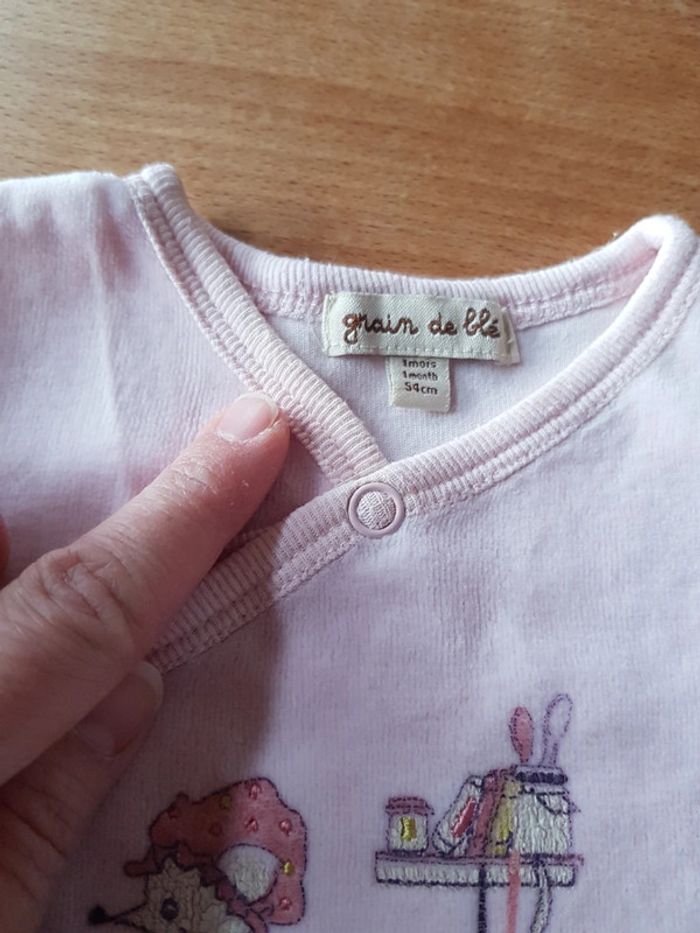 grain de blé
1mois
1month
54cm